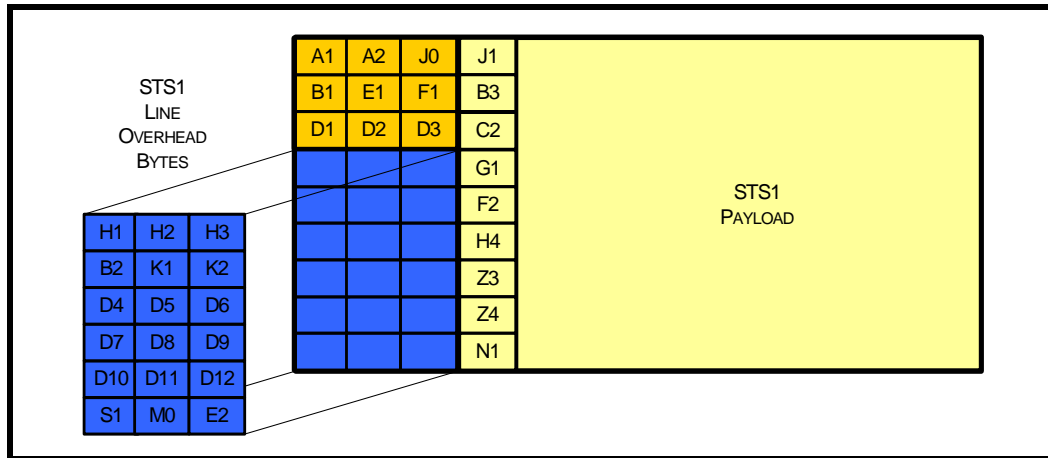 STS1
LINE
OVERHEAD
BYTES
A1 A2 J0 J1
B1 E1 F1 B3
D1 D2 D3 C2
G1
F2
H4
Z3
Z4
N1
STS1
PAYLOAD
H1 H2 H3
B2 K1 K2
D4 D5 D6
D7 D8 D9
D10 D11 D12
S1 M0 E2